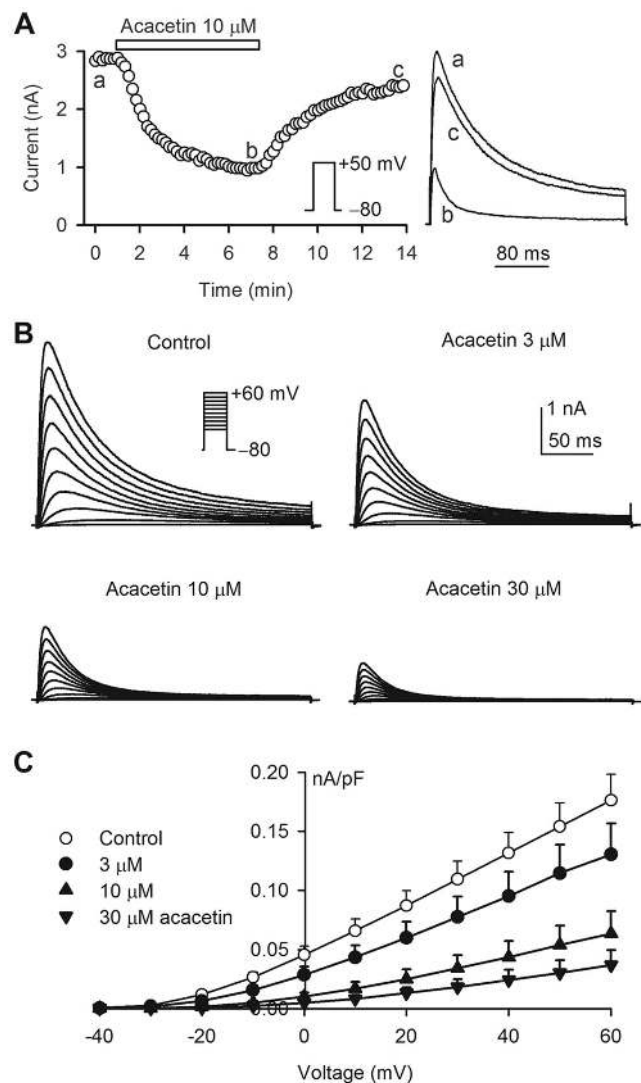 A
Acacetin 10 μM
Current (nA)
3
2
1
0
a
b
c
+50 mV
−80
0 2 4 6 8 10 12 14
Time (min)
a
c
b
80 ms
B
Control
+60 mV
−80
Acacetin 3 μM
1 nA
50 ms
Acacetin 10 μM
Acacetin 30 μM
C
nA/pF
0.20
0.15
0.10
0.05
0.00
Control
3 μM
10 μM
30 μM acacetin
-40 -20 0 20 40 60
Voltage (mV)